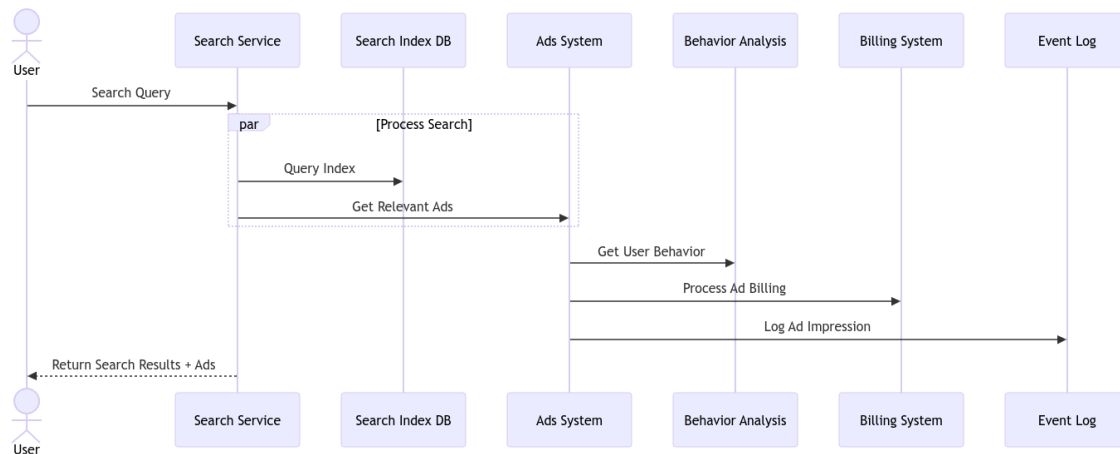 Search Service
Search Index DB
Ads System
Behavior Analysis
Billing System
Event Log
User
Search Query
par
[Process Search]
Query Index
Get Relevant Ads
Get User Behavior
Process Ad Billing
Log Ad Impression
Return Search Results + Ads
Search Service
Search Index DB
Ads System
Behavior Analysis
Billing System
Event Log
User